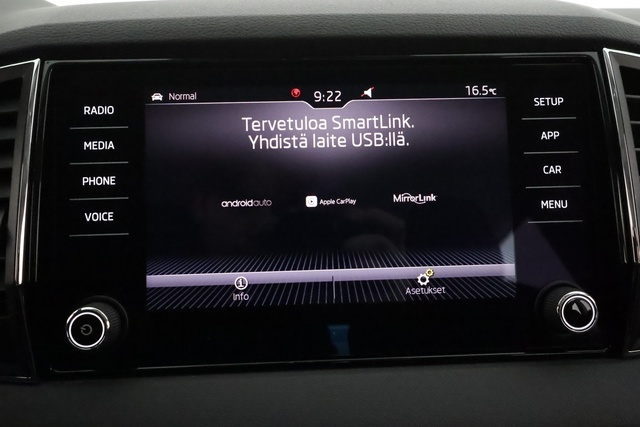 Normal
9:22
16.5°C
RADIO
MEDIA
PHONE
VOICE
Tervetuloa SmartLink.
Yhdistä laite USB:llä.
androidauto
Apple CarPlay
MirrorLink
Info
Asetukset
SETUP
APP
CAR
MENU